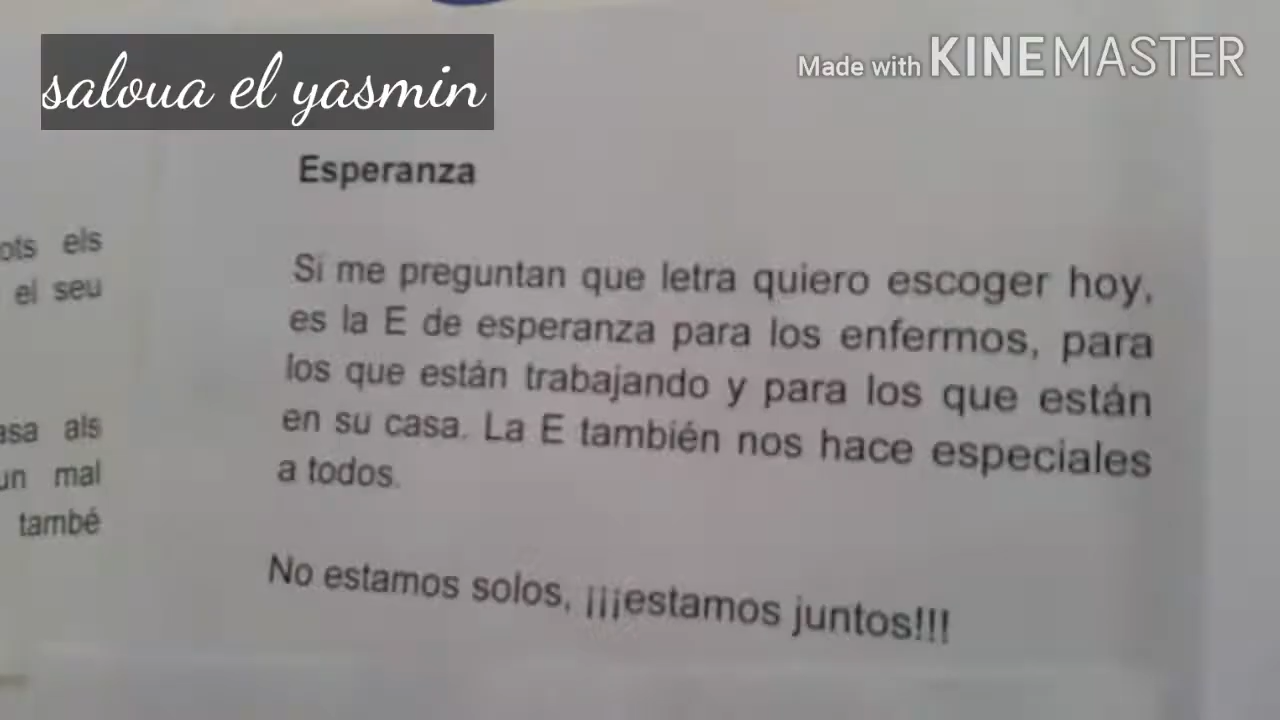 saloua el yasmin
Made with KINEMASTER
Esperanza
Si me preguntan que letra quiero escoger hoy,
es la E de esperanza para los enfermos, para
los que están trabajando y para los que están
en su casa. La E también nos hace especiales
a todos.
No estamos solos, ¡¡¡estamos juntos!!!
els
el seu
als
un mal
també